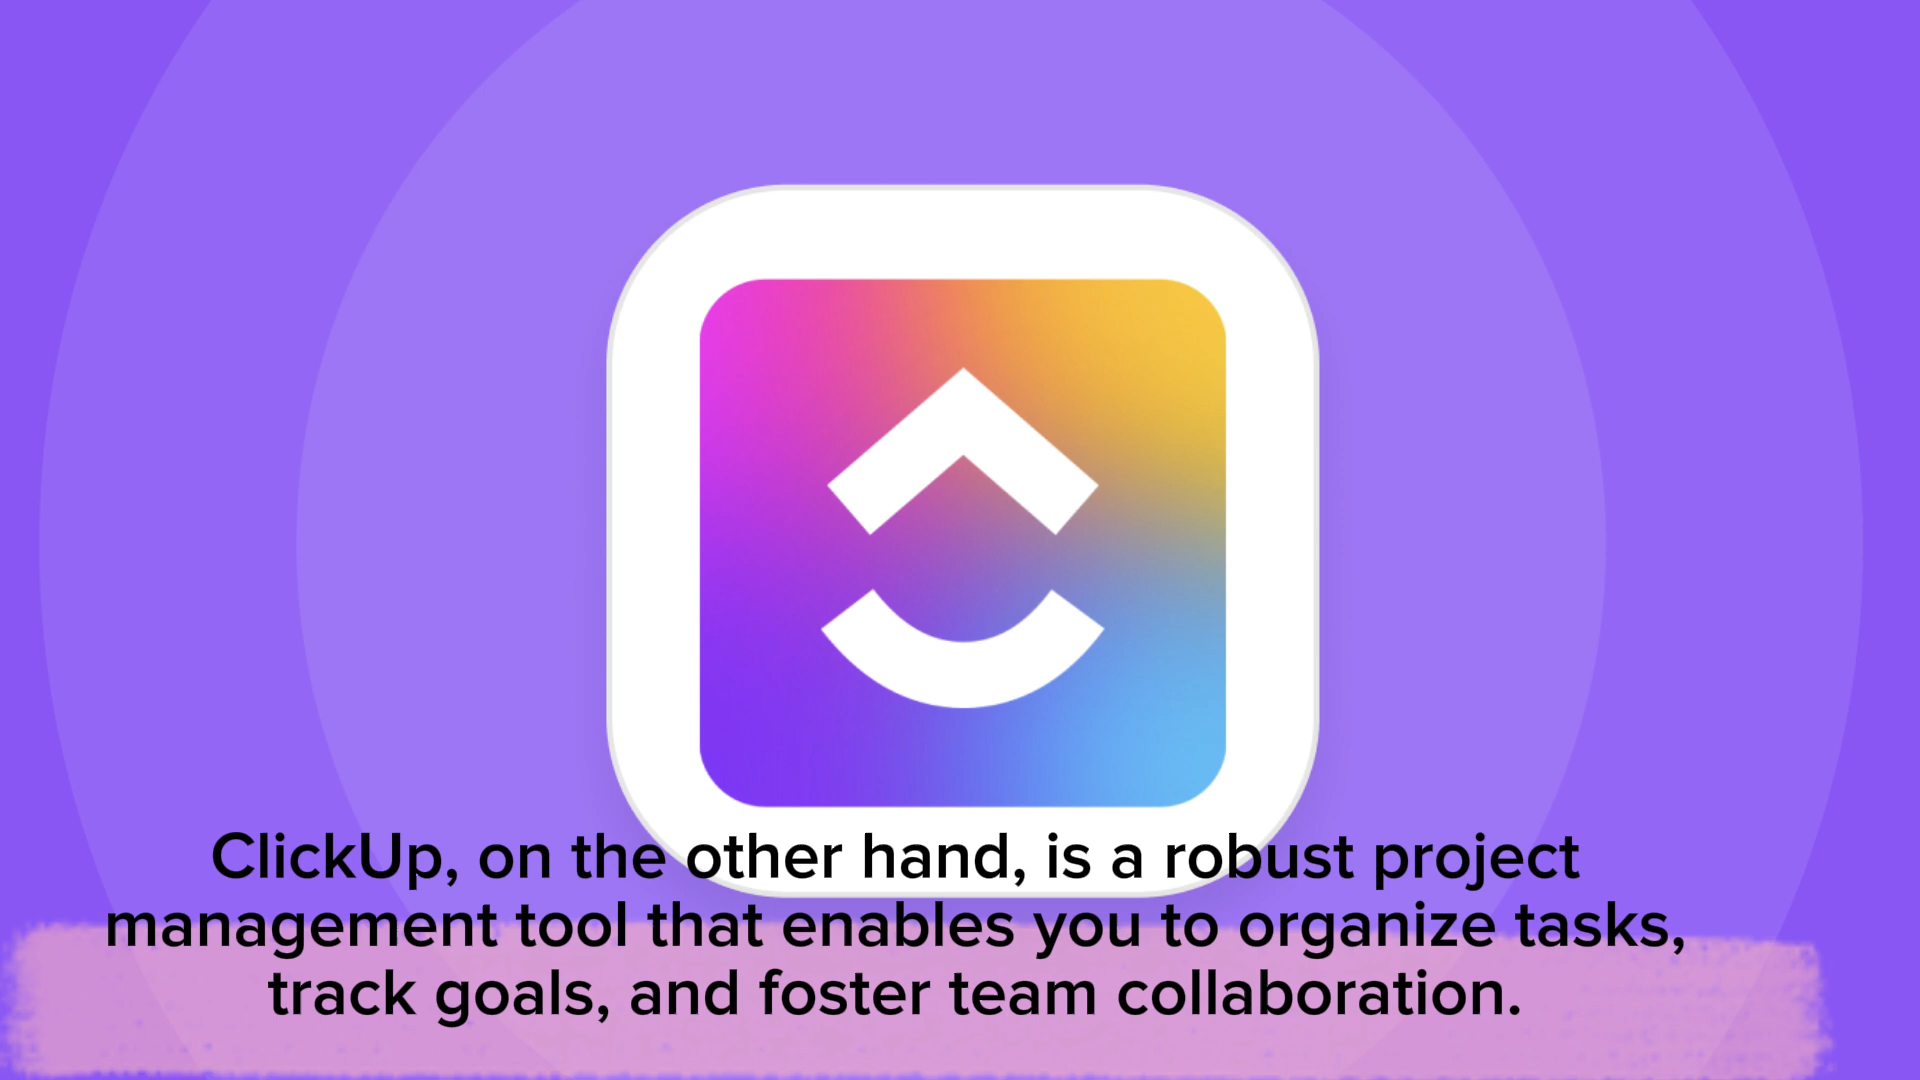 ClickUp, on the other hand, is a robust project
management tool that enables you to organize tasks,
track goals, and foster team collaboration.